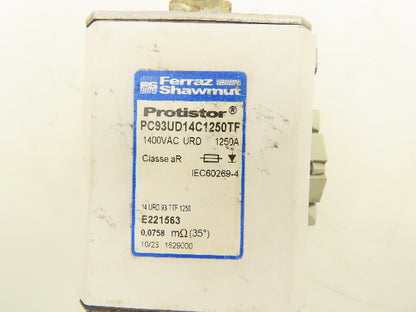 Ferraz
Shawmut
Protistor®
PC93UD14C1250TF
1400VAC URD 1250A
Classe aR
IEC60269-4
14 URD 93 TTF 1250
E221563
0,0758 mΩ(35°)
10/23 1629000